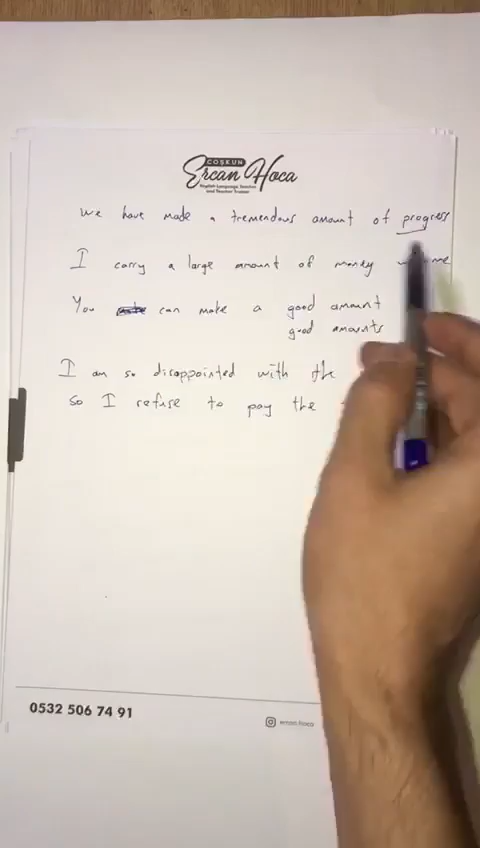 COŞKUN
Ercan Hoca
English Language Teacher
and Teacher Trainer
We have made a tremendous amount of progress
I carry a large amount of money me
You can make a good amount
good amounts
I am so disappointed with the
so I refuse to pay the
0532 506 74 91
ercan.hoca